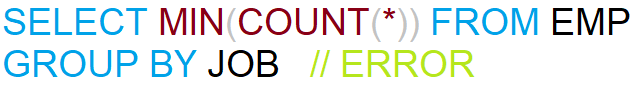 SELECT MIN(COUNT(*)) FROM EMP
GROUP BY JOB // ERROR